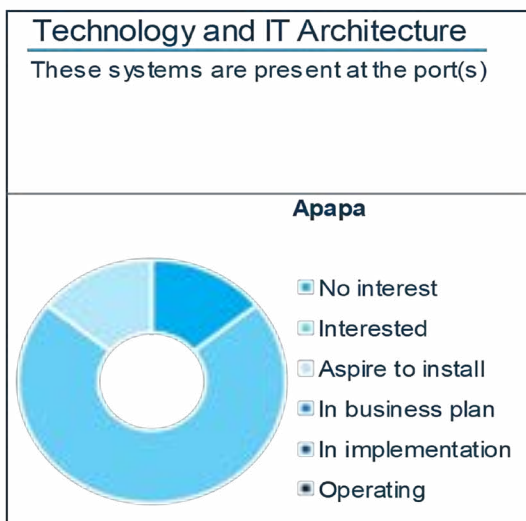 Technology and IT Architecture
These systems are present at the port(s)
Apapa
No interest
Interested
Aspire to install
In business plan
In implementation
Operating